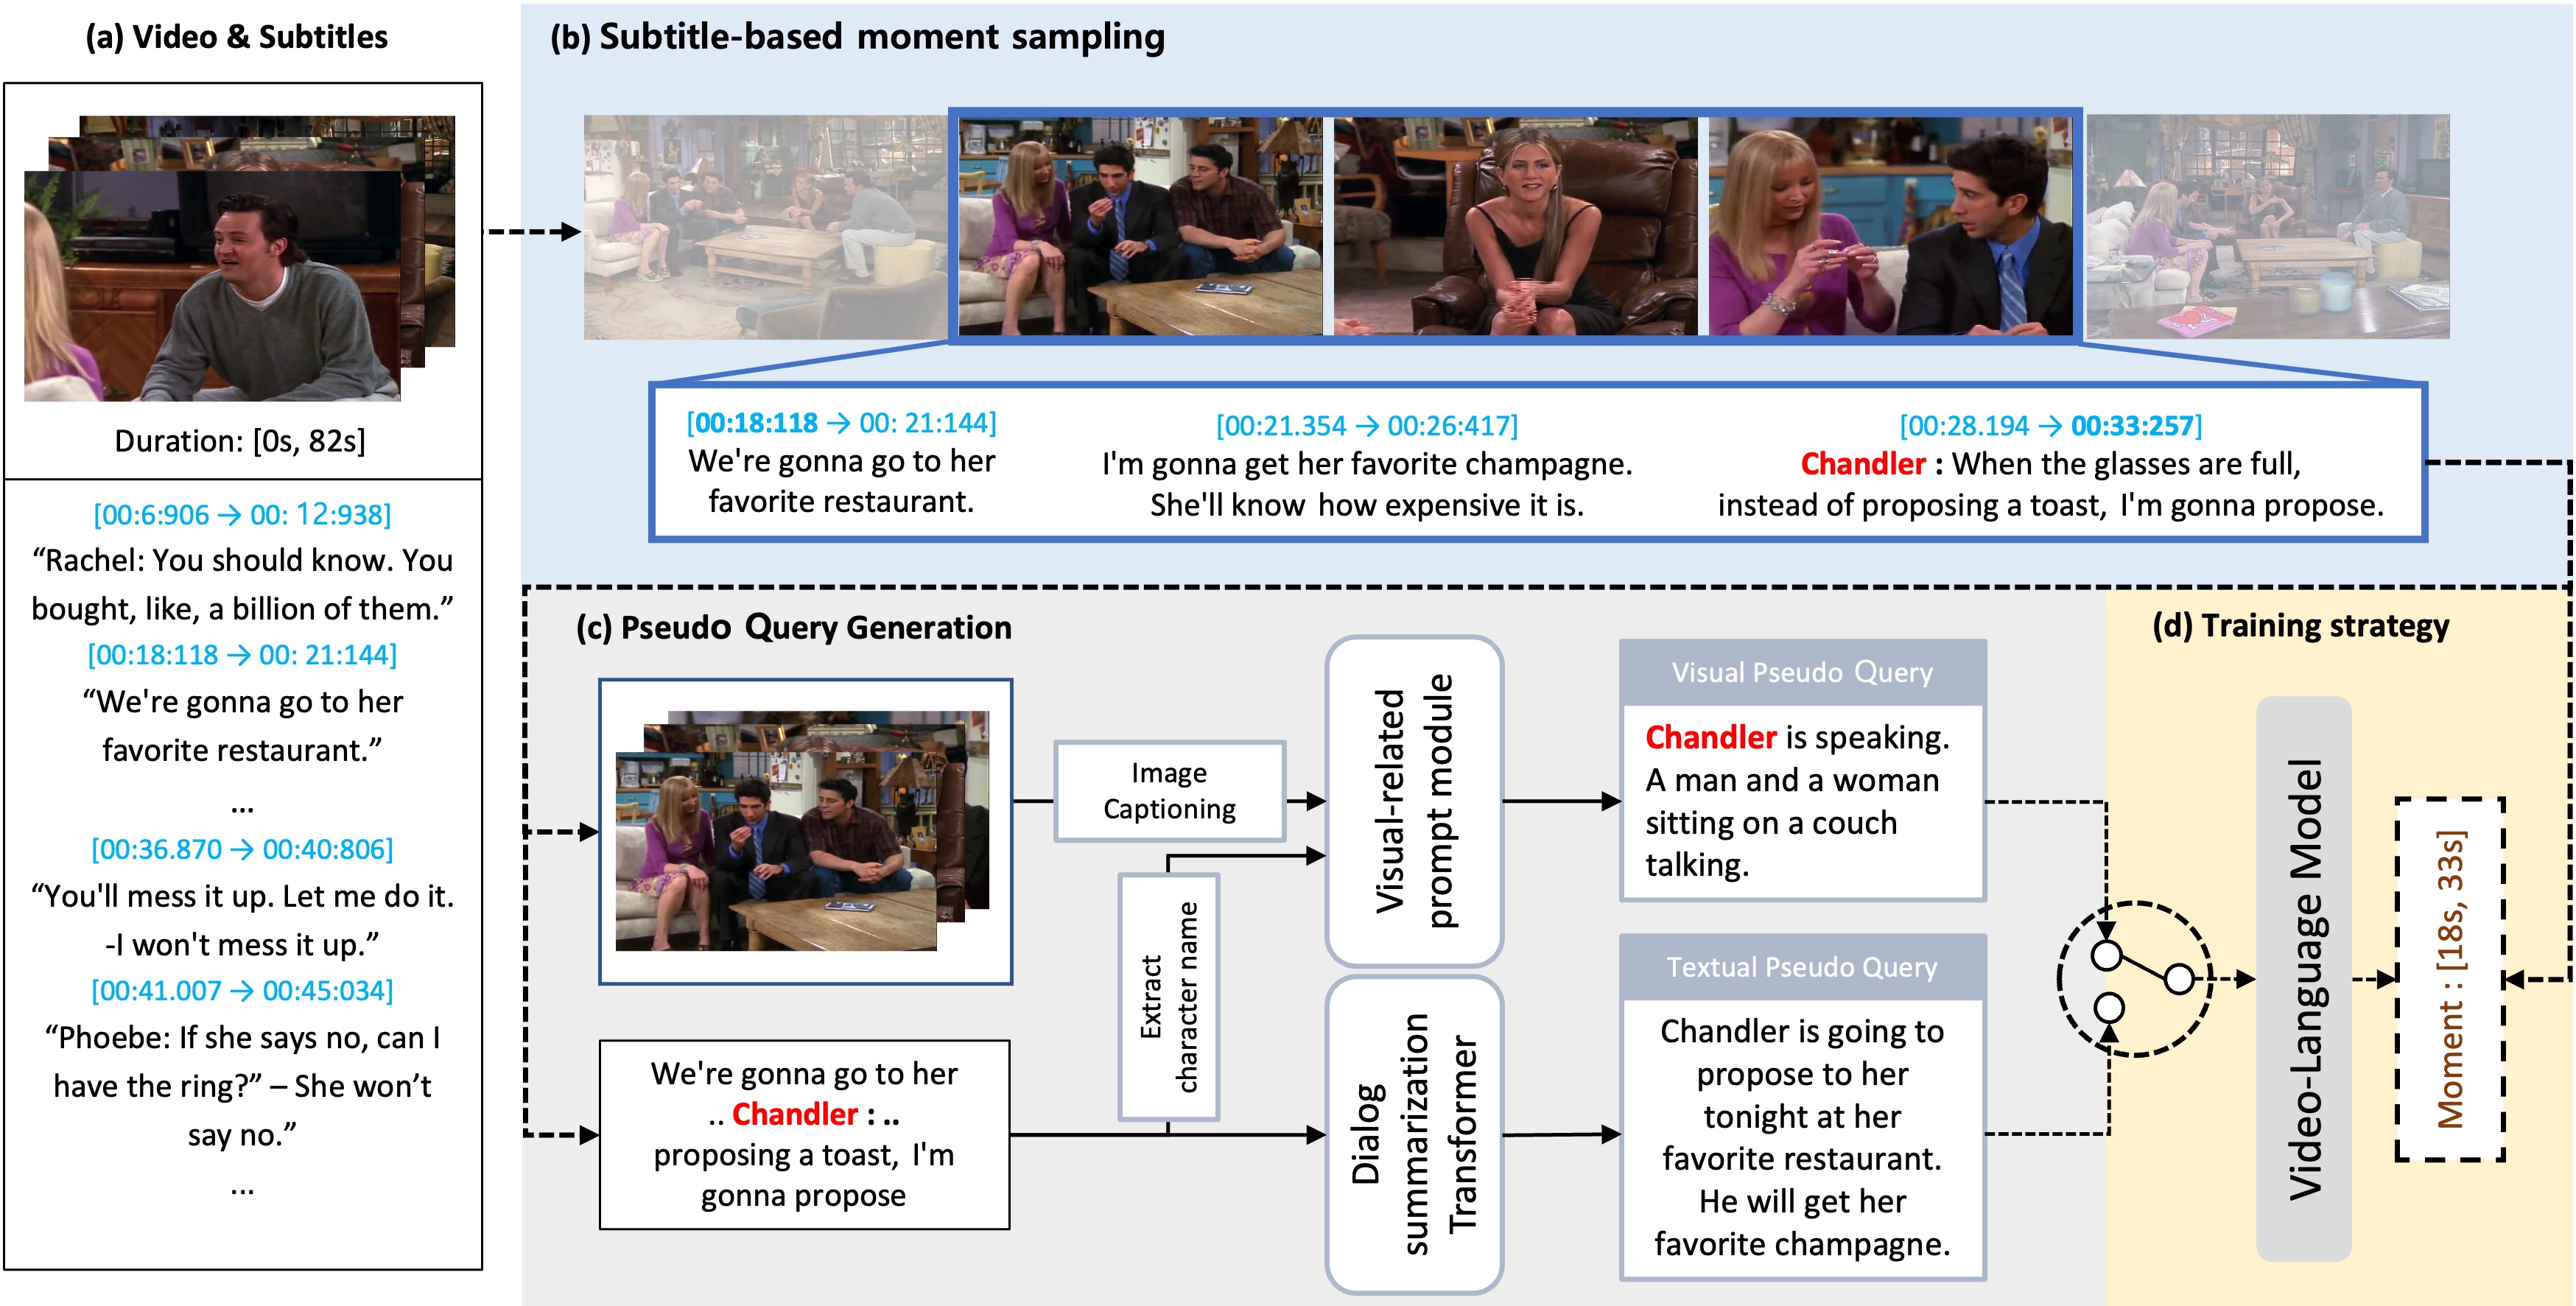 (a) Video & Subtitles
Duration: [0s, 82s]
[00:6:906 → 00: 12:938]
“Rachel: You should know. You
bought, like, a billion of them.”
[00:18:118 → 00: 21:144]
“We're gonna go to her
favorite restaurant.”
...
[00:36.870 → 00:40:806]
“You'll mess it up. Let me do it.
-I won't mess it up.”
[00:41.007 → 00:45:034]
“Phoebe: If she says no, can I
have the ring?” – She won’t
say no.”
...
(b) Subtitle-based moment sampling
[00:18:118 → 00: 21:144]
We're gonna go to her
favorite restaurant.
[00:21.354 → 00:26:417]
I'm gonna get her favorite champagne.
She'll know how expensive it is.
[00:28.194 → 00:33:257]
Chandler : When the glasses are full,
instead of proposing a toast, I'm gonna propose.
(c) Pseudo Query Generation
Image
Captioning
Extract
character name
We're gonna go to her
.. Chandler : ..
proposing a toast, I'm
gonna propose
Visual-related
prompt module
Dialog
summarization
Transformer
Visual Pseudo Query
Chandler is speaking.
A man and a woman
sitting on a couch
talking.
Textual Pseudo Query
Chandler is going to
propose to her
tonight at her
favorite restaurant.
He will get her
favorite champagne.
(d) Training strategy
Video-Language Model
Moment : [18s, 33s]